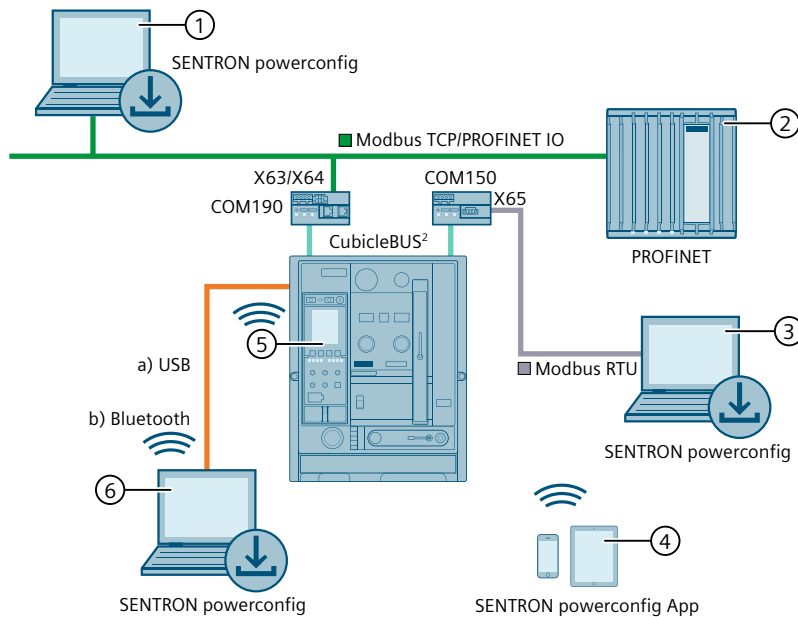 1
SENTRON powerconfig
Modbus TCP/PROFINET IO
2
X63/X64
COM150
COM190
X65
CubicleBUS²
PROFINET
5
3
a) USB
Modbus RTU
b) Bluetooth
SENTRON powerconfig
6
4
SENTRON powerconfig
SENTRON powerconfig App